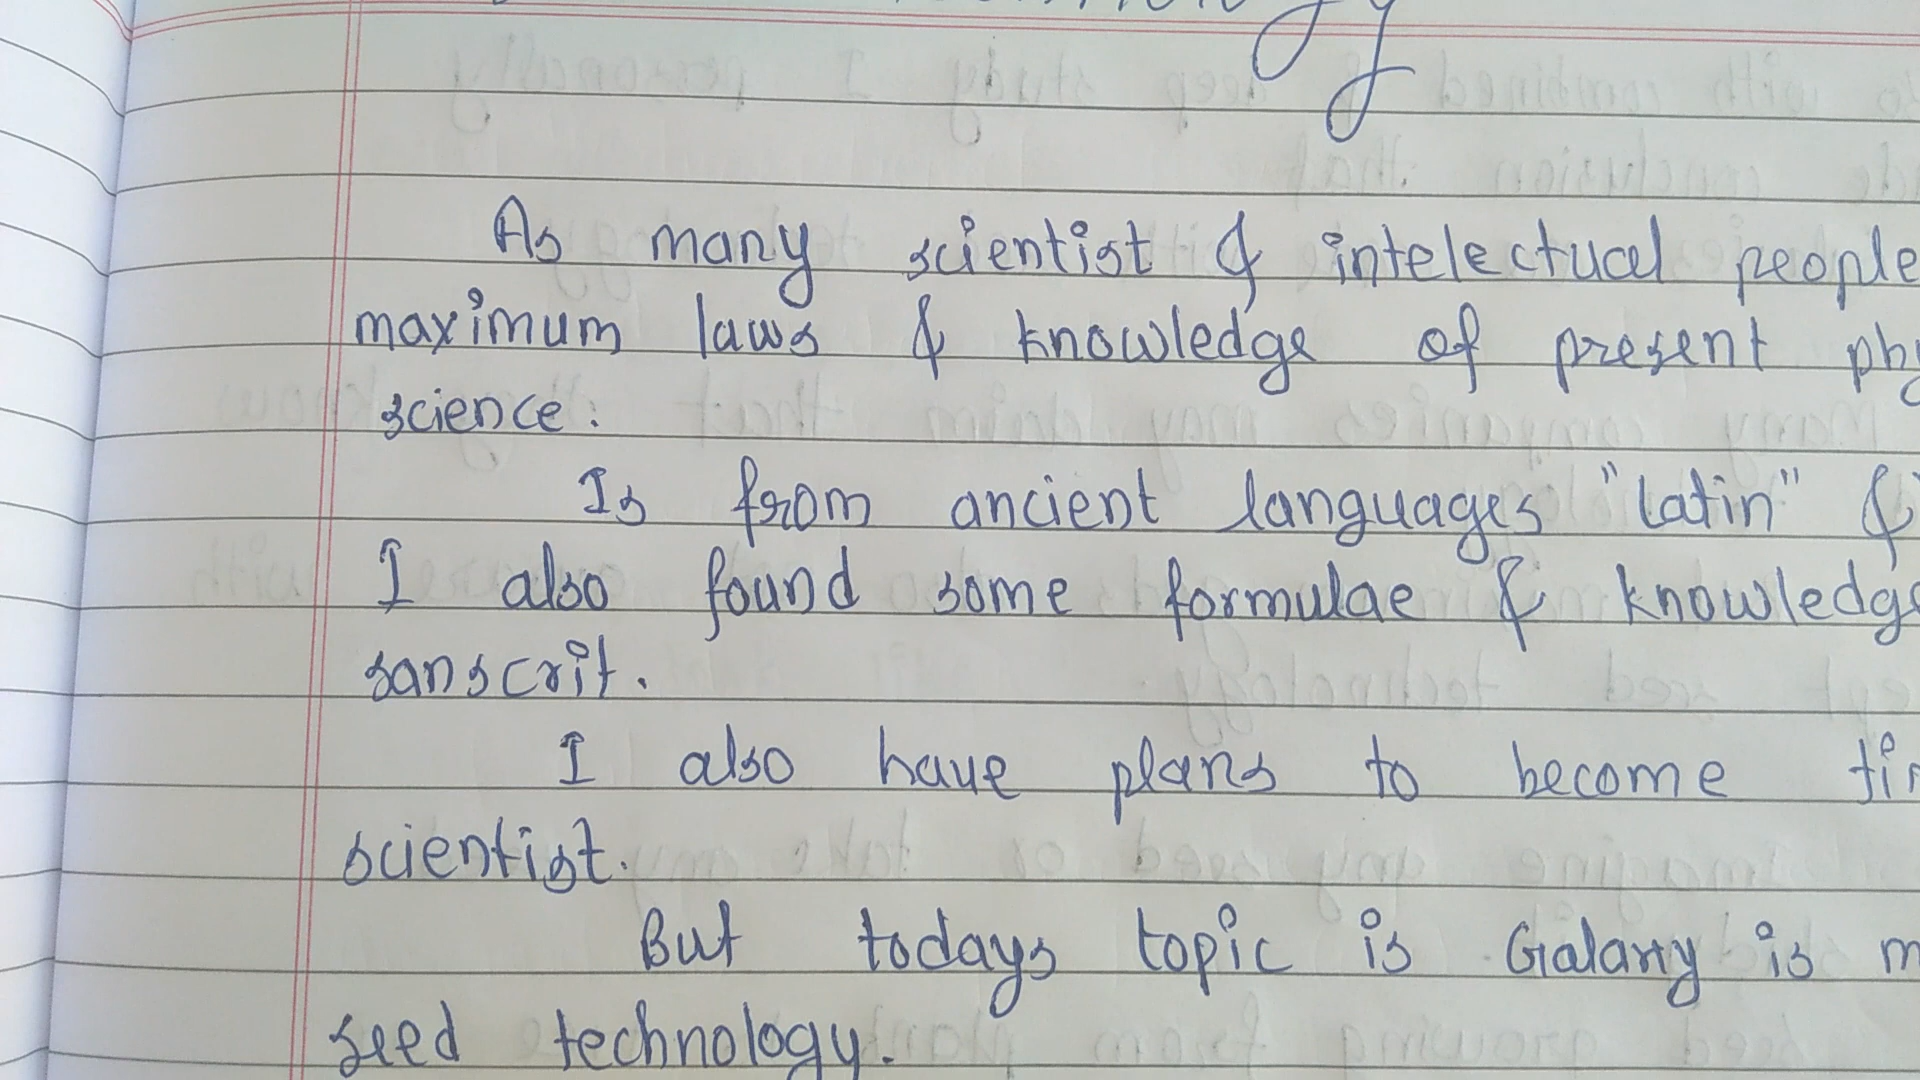 As many scientist & intelectual people
maximum laws & knowledge of present
science.
Is from ancient languages "Latin" &
I also found some formulae & knowledge
sanscrit.
I also have plans to become
scientist.
But todays topic is Galaxy is
seed technology.